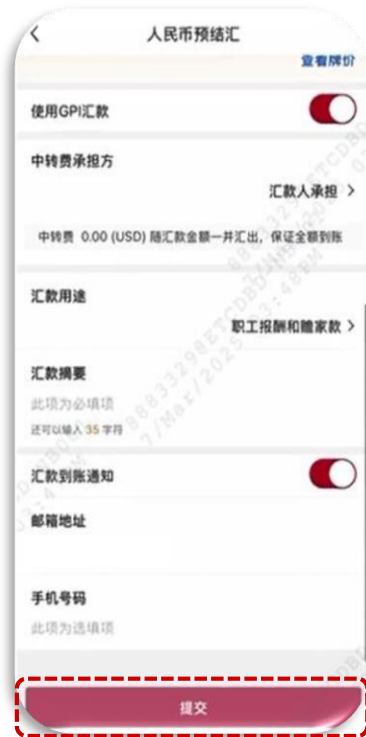 人民币预结汇
查看牌价
使用GPI汇款
中转费承担方
汇款人承担 >
中转费 0.00 (USD) 随汇款金额一并汇出，保证全额到账
汇款用途
职工报酬和赡家款 >
汇款摘要
此项为必填项
还可以输入 35 字符
汇款到账通知
邮箱地址
手机号码
此项为选填项
提交